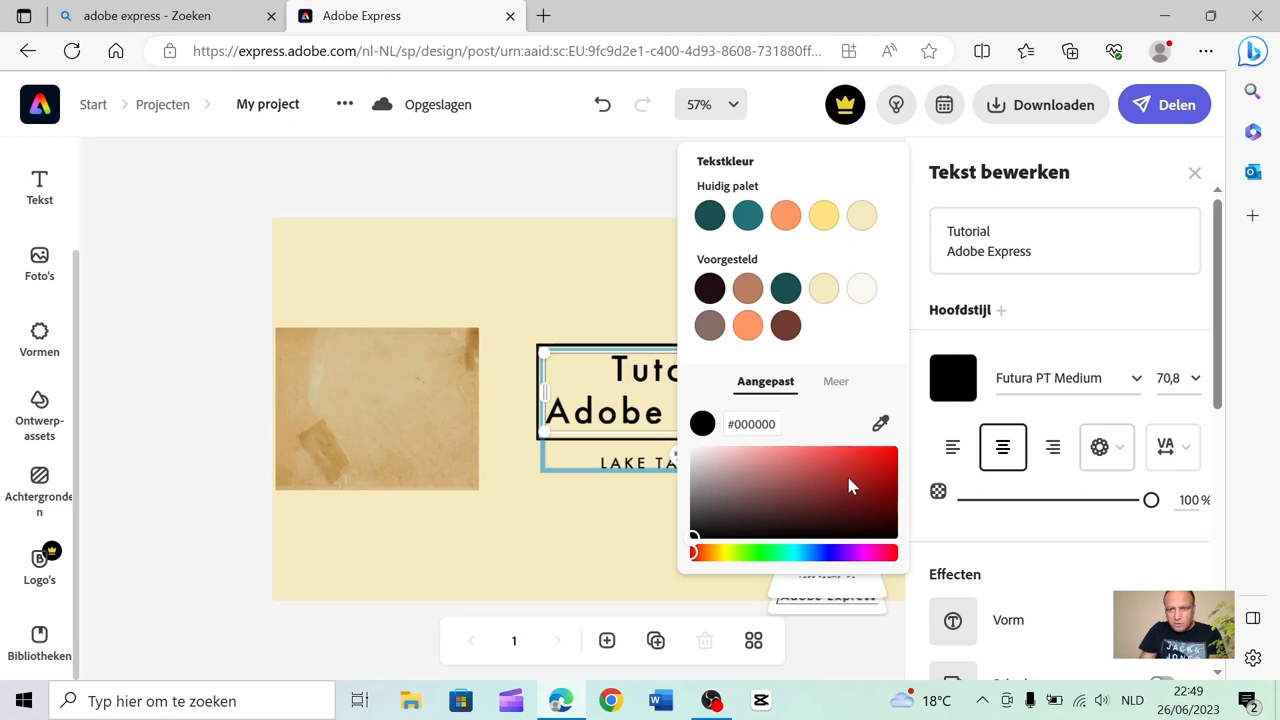 adobe express - Zoeken
Adobe Express
https://express.adobe.com/nl-NL/sp/design/post/urn:aaid:sc:EU:9fc9d2e1-c400-4d93-8608-731880ff...
Start
Projecten
My project
Opgeslagen
57%
Downloaden
Delen
Tekst
Foto's
Vormen
Ontwerp-
assets
Achtergronde
n
Logo's
Bibliotheken
Tuto
Adobe
LAKE TA
Tekstkleur
Huidig palet
Voorgesteld
Aangepast
Meer
#000000
Adobe Express
1
Tekst bewerken
Tutorial
Adobe Express
Hoofdstijl
Futura PT Medium
70,8
VA
100 %
Effecten
Vorm
JACK &
JONES
Typ hier om te zoeken
18°C
NLD
22:49
26/06/2023
2